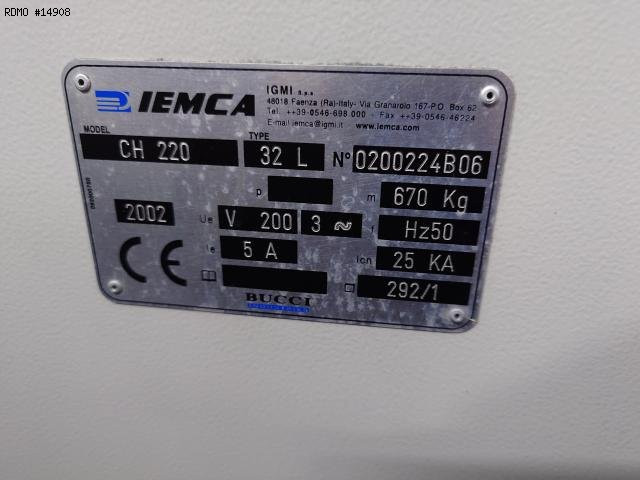 RDMO #14908
IEMCA
IGMI s.p.a
48018 Faenza (Ra)-Italy- Via Granarolo 167-P.O Box 62
Tel. ++39-0546-698 000 - Fax ++39-0546-46224
E-mail iemca@igmi.it www.iemca.com
MODEL TYPE
CH 220 32 L N° 0200224B06
p m 670 Kg
2002 Ue V 200 3 ~ f Hz50
CE Ie 5 A Icn 25 KA
292/1
BUCCI
INDUSTRIES